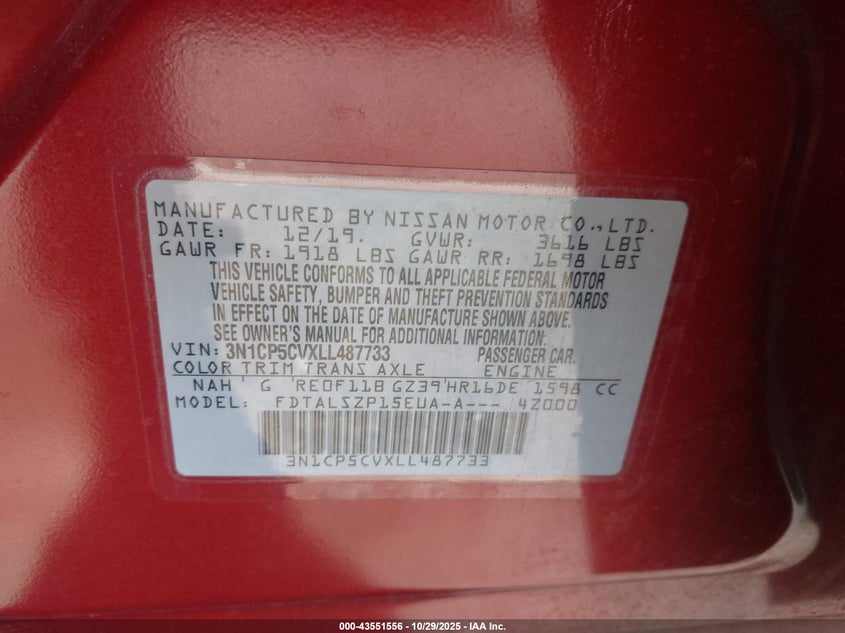 MANUFACTURED BY NISSAN MOTOR CO.,LTD.
DATE: 12/19. GVWR: 3616 LBS
GAWR FR: 1918 LBS GAWR RR: 1698 LBS
THIS VEHICLE CONFORMS TO ALL APPLICABLE FEDERAL MOTOR
VEHICLE SAFETY, BUMPER AND THEFT PREVENTION STANDARDS
IN EFFECT ON THE DATE OF MANUFACTURE SHOWN ABOVE.
SEE OWNER'S MANUAL FOR ADDITIONAL INFORMATION.
VIN: 3N1CP5CVXLL487733 PASSENGER CAR.
COLOR TRIM TRANS AXLE ENGINE
NAH ' G 'RE0F11B GZ39'HR16DE 1598 CC
MODEL: FDTALSZP15EUA-A--- 4Z000
3N1CP5CVXLL487733
000-43551556 | 10/29/2025 - IAA Inc.